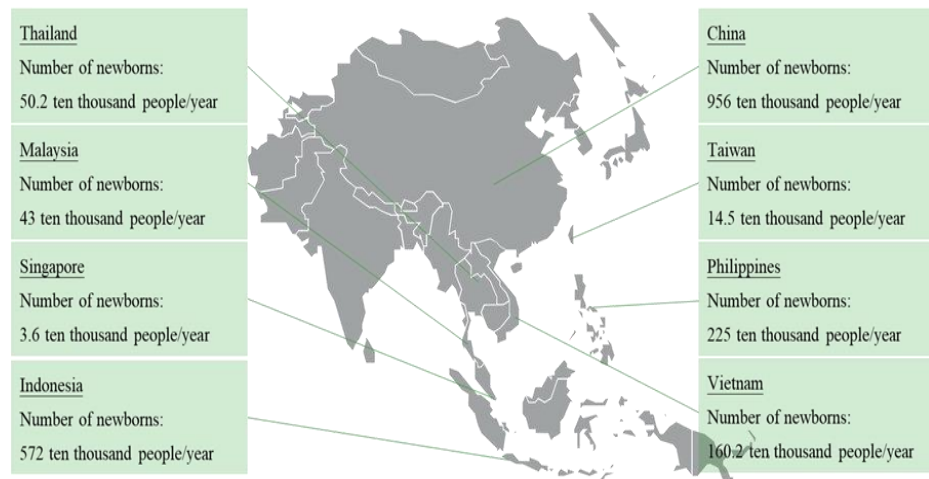 Thailand
Number of newborns:
50.2 ten thousand people/year
Malaysia
Number of newborns:
43 ten thousand people/year
Singapore
Number of newborns:
3.6 ten thousand people/year
Indonesia
Number of newborns:
572 ten thousand people/year
China
Number of newborns:
956 ten thousand people/year
Taiwan
Number of newborns:
14.5 ten thousand people/year
Philippines
Number of newborns:
225 ten thousand people/year
Vietnam
Number of newborns:
160.2 ten thousand people/year